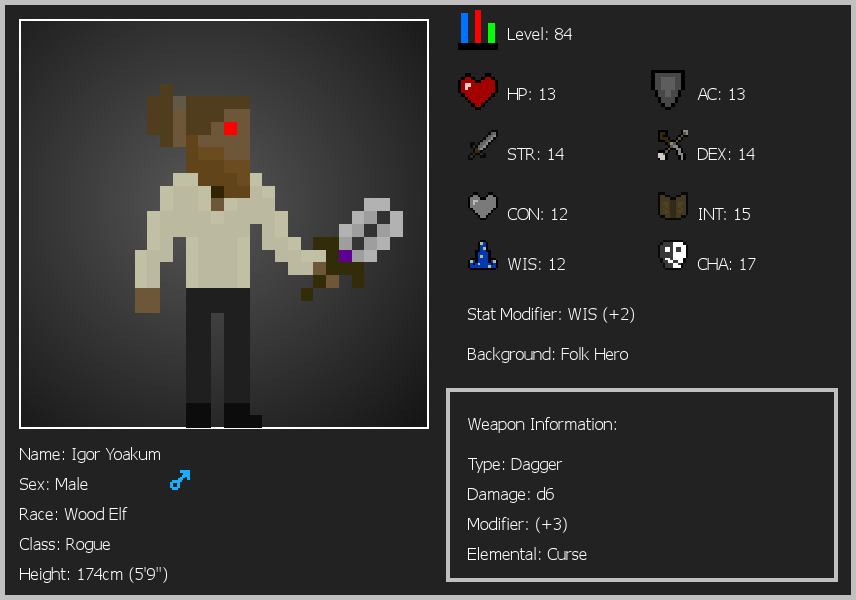 Level: 84
HP: 13
AC: 13
STR: 14
DEX: 14
CON: 12
INT: 15
WIS: 12
CHA: 17
Stat Modifier: WIS (+2)
Background: Folk Hero
Weapon Information:
Type: Dagger
Damage: d6
Modifier: (+3)
Elemental: Curse
Name: Igor Yoakum
Sex: Male
Race: Wood Elf
Class: Rogue
Height: 174cm (5'9")